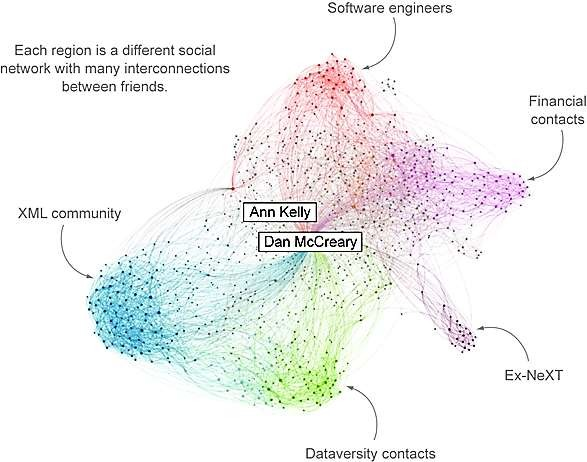 Software engineers
Each region is a different social
network with many interconnections
between friends.
Financial
contacts
Ann Kelly
XML community
Dan McCreary
Ex-NeXT
Dataversity contacts